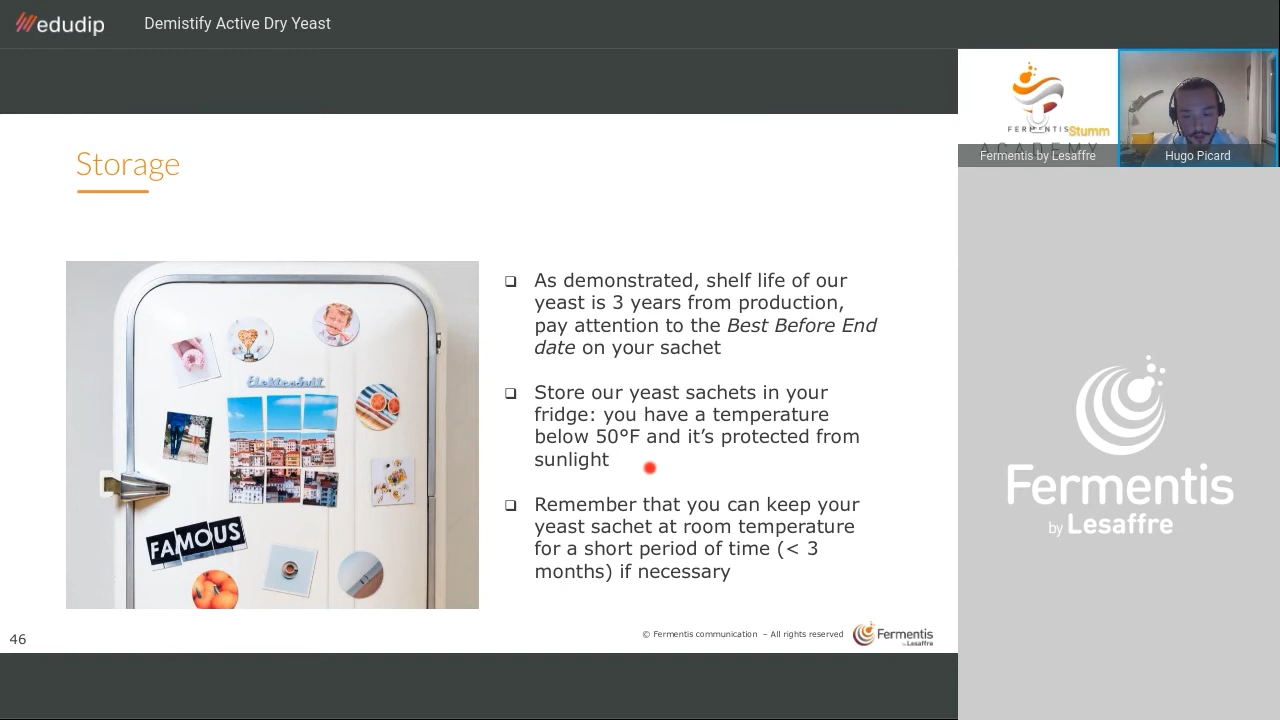 edudip
Demistify Active Dry Yeast
FERMENTIS
Stumm
ACADEMY
Fermentis by Lesaffre
Hugo Picard
Storage
Elektrohvit
FAMOUS
As demonstrated, shelf life of our
yeast is 3 years from production,
pay attention to the Best Before End
date on your sachet
Store our yeast sachets in your
fridge: you have a temperature
below 50°F and it’s protected from
sunlight
Remember that you can keep your
yeast sachet at room temperature
for a short period of time (< 3
months) if necessary
46
© Fermentis communication – All rights reserved
Fermentis
by Lesaffre
Fermentis
by Lesaffre